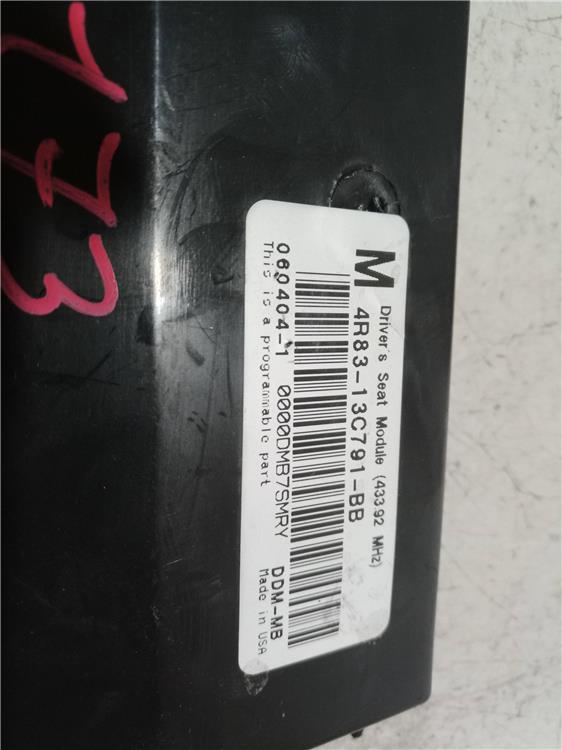 173
M
Driver's Seat Module (433.92 MHz)
4R83-13C791-BB
060404-1 0000DMB7SMRY DDM-MB
This is a programmable part Made in USA